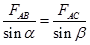 F_AB / sin α = F_AC / sin β